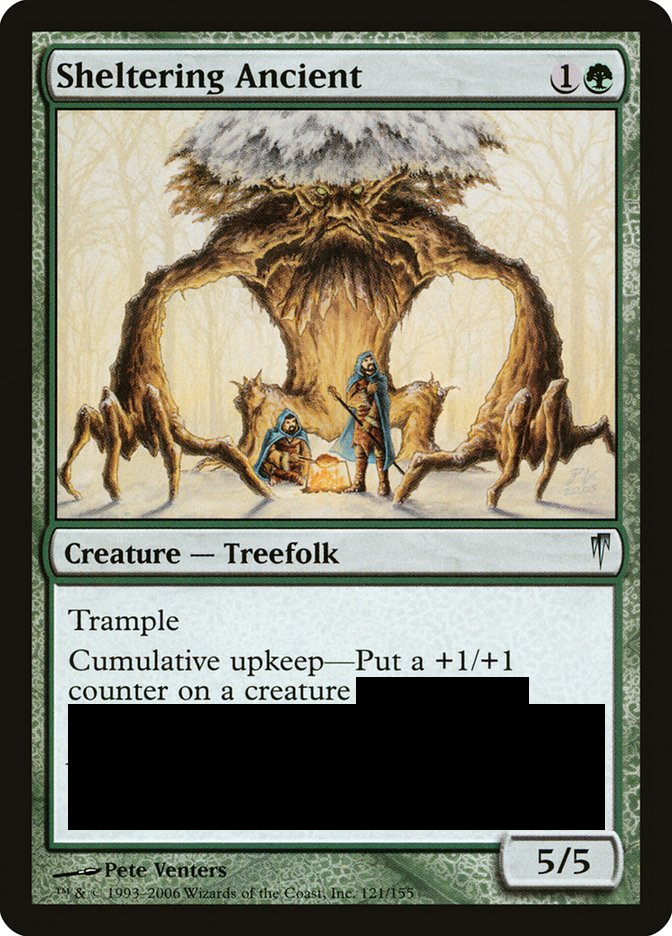 Sheltering Ancient
1
Creature — Treefolk
Trample
Cumulative upkeep—Put a +1/+1
counter on a creature
5/5
Pete Venters
™ & © 1993–2006 Wizards of the Coast, Inc. 121/155